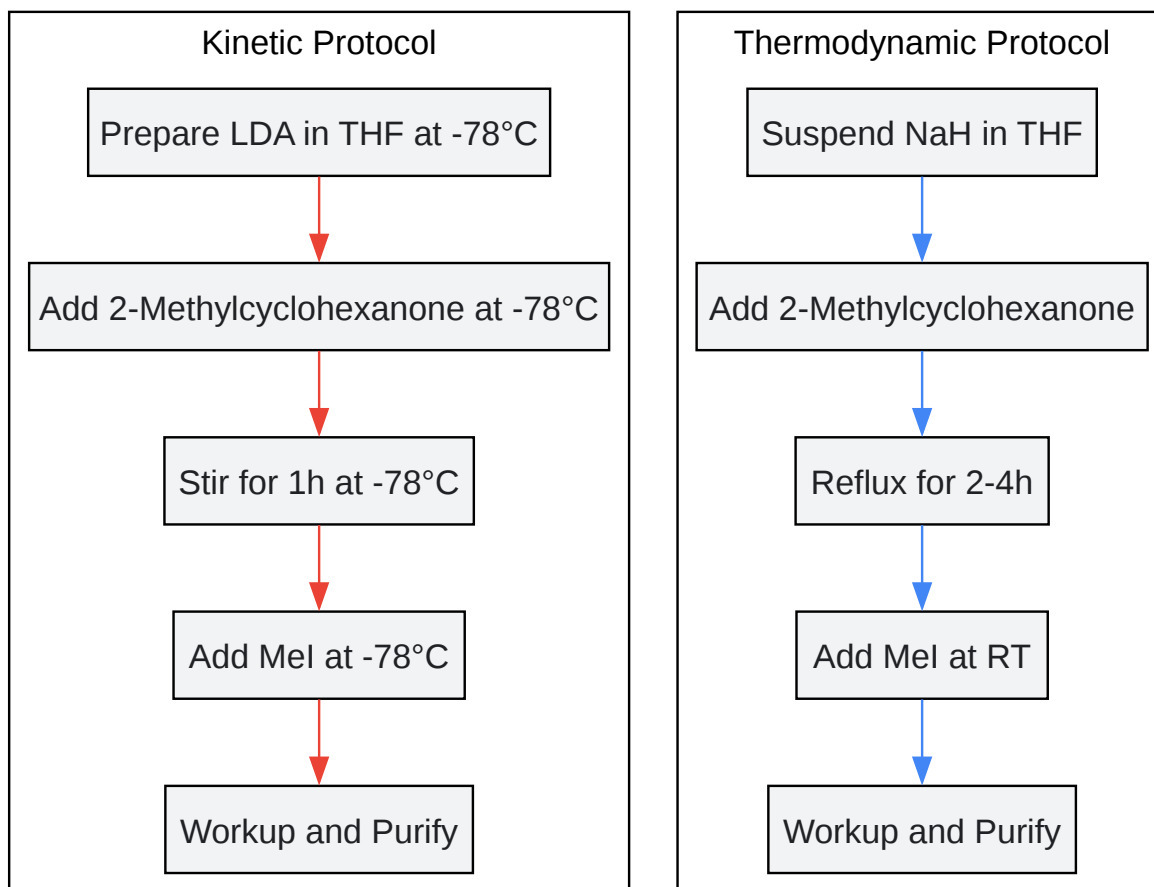 Kinetic Protocol
Prepare LDA in THF at -78°C
Add 2-Methylcyclohexanone at -78°C
Stir for 1h at -78°C
Add MeI at -78°C
Workup and Purify
Thermodynamic Protocol
Suspend NaH in THF
Add 2-Methylcyclohexanone
Reflux for 2-4h
Add MeI at RT
Workup and Purify